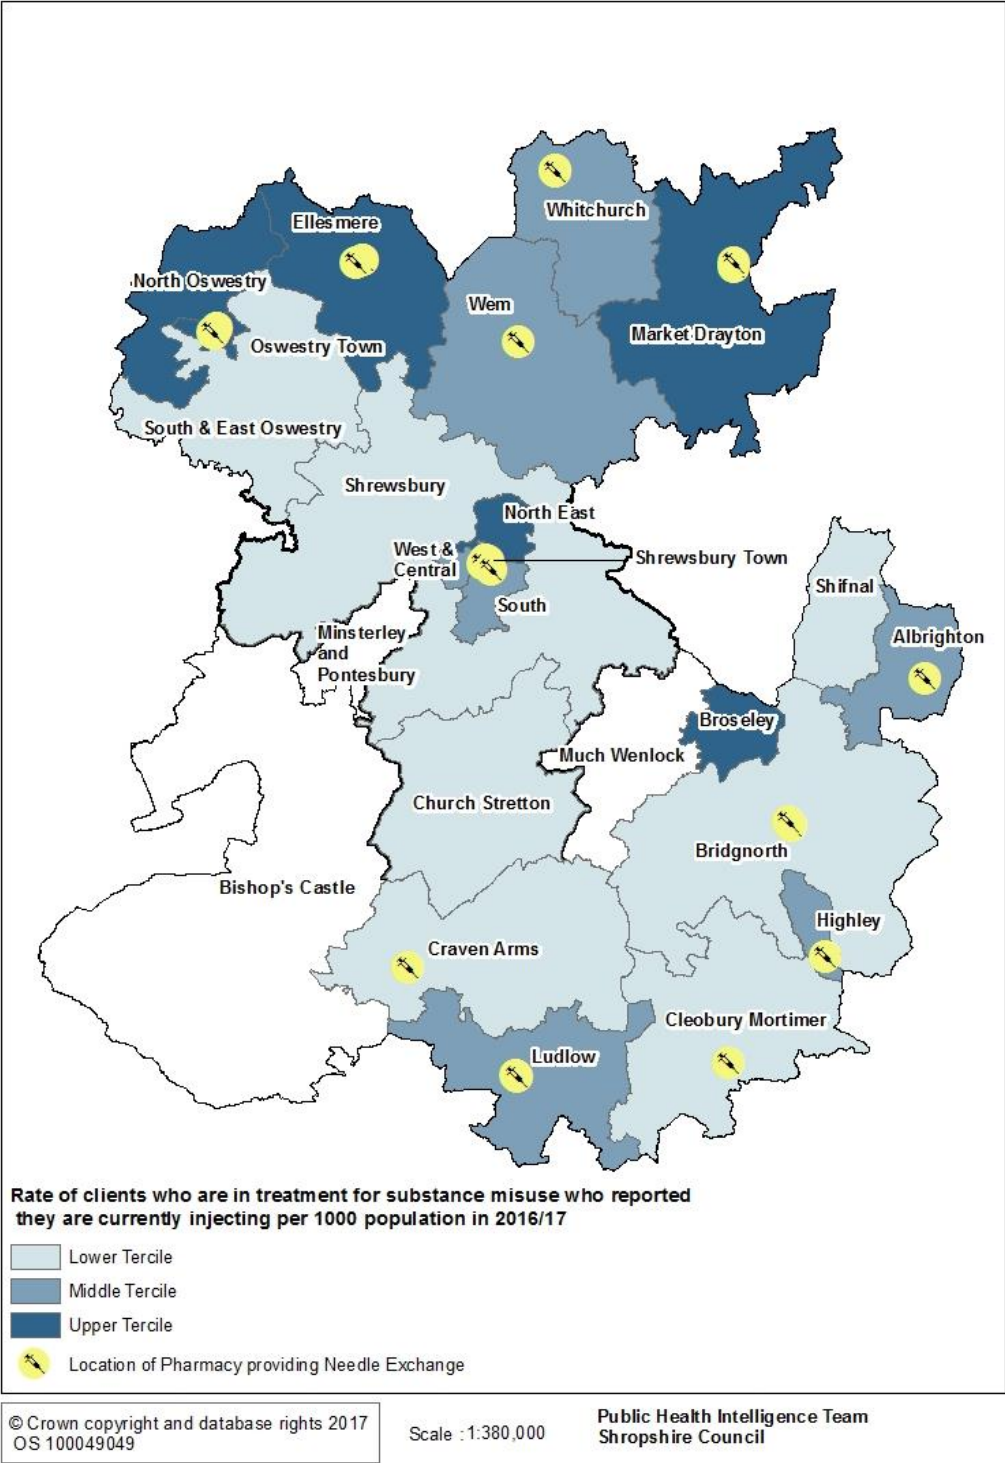 Whitchurch
Ellesmere
North Oswestry
Wem
Market Drayton
Oswestry Town
South & East Oswestry
Shrewsbury
North East
West &
Central
Shrewsbury Town
Shifnal
South
Minsterley
and
Pontesbury
Albrighton
Broseley
Much Wenlock
Church Stretton
Bridgnorth
Bishop's Castle
Highley
Craven Arms
Cleobury Mortimer
Ludlow
Rate of clients who are in treatment for substance misuse who reported
they are currently injecting per 1000 population in 2016/17
Lower Tercile
Middle Tercile
Upper Tercile
Location of Pharmacy providing Needle Exchange
© Crown copyright and database rights 2017
OS 100049049
Scale : 1:380,000
Public Health Intelligence Team
Shropshire Council